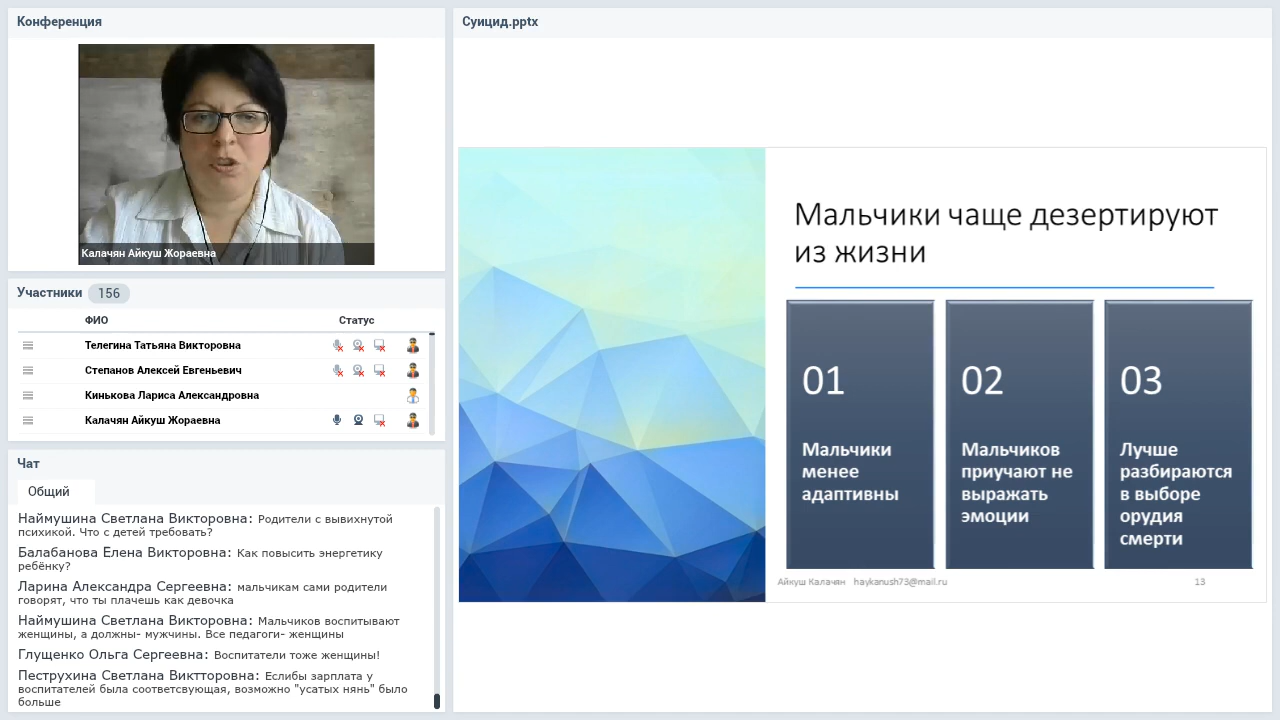 Конференция
Калачян Айкуш Жораевна
Участники 156
ФИО Статус
Телегина Татьяна Викторовна
Степанов Алексей Евгеньевич
Кинькова Лариса Александровна
Калачян Айкуш Жораевна
Чат
Общий
Наймушина Светлана Викторовна: Родители с вывихнутой
психикой. Что с детей требовать?
Балабанова Елена Викторовна: Как повысить энергетику
ребёнку?
Ларина Александра Сергеевна: мальчикам сами родители
говорят, что ты плачешь как девочка
Наймушина Светлана Викторовна: Мальчиков воспитывают
женщины, а должны- мужчины. Все педагоги- женщины
Глущенко Ольга Сергеевна: Воспитатели тоже женщины!
Пеструхина Светлана Виктторовна: Еслибы зарплата у
воспитателей была соответсвующая, возможно "усатых нянь" было
больше
Суицид.pptx
Мальчики чаще дезертируют
из жизни
01
Мальчики
менее
адаптивны
02
Мальчиков
приучают не
выражать
эмоции
03
Лучше
разбираются
в выборе
орудия
смерти
Айкуш Калачян haykanush73@mail.ru 13